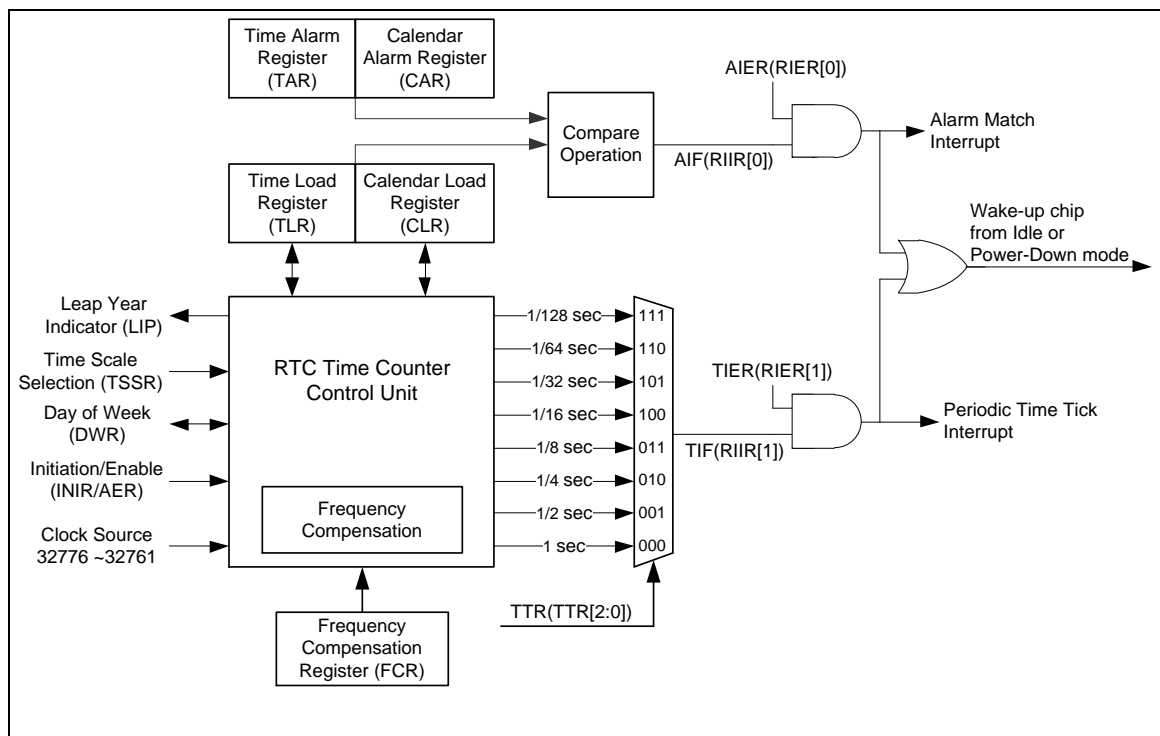 Time Alarm
Register
(TAR)
Calendar
Alarm Register
(CAR)
AIER(RIER[0])
Compare
Operation
AIF(RIIR[0])
Alarm Match
Interrupt
Time Load
Register
(TLR)
Calendar Load
Register
(CLR)
Wake-up chip
from Idle or
Power-Down mode
Leap Year
Indicator (LIP)
Time Scale
Selection (TSSR)
Day of Week
(DWR)
Initiation/Enable
(INIR/AER)
Clock Source
32776 ~32761
RTC Time Counter
Control Unit
Frequency
Compensation
1/128 sec
111
1/64 sec
110
1/32 sec
101
1/16 sec
100
1/8 sec
011
1/4 sec
010
1/2 sec
001
1 sec
000
TIER(RIER[1])
TIF(RIIR[1])
Periodic Time Tick
Interrupt
TTR(TTR[2:0])
Frequency
Compensation
Register (FCR)